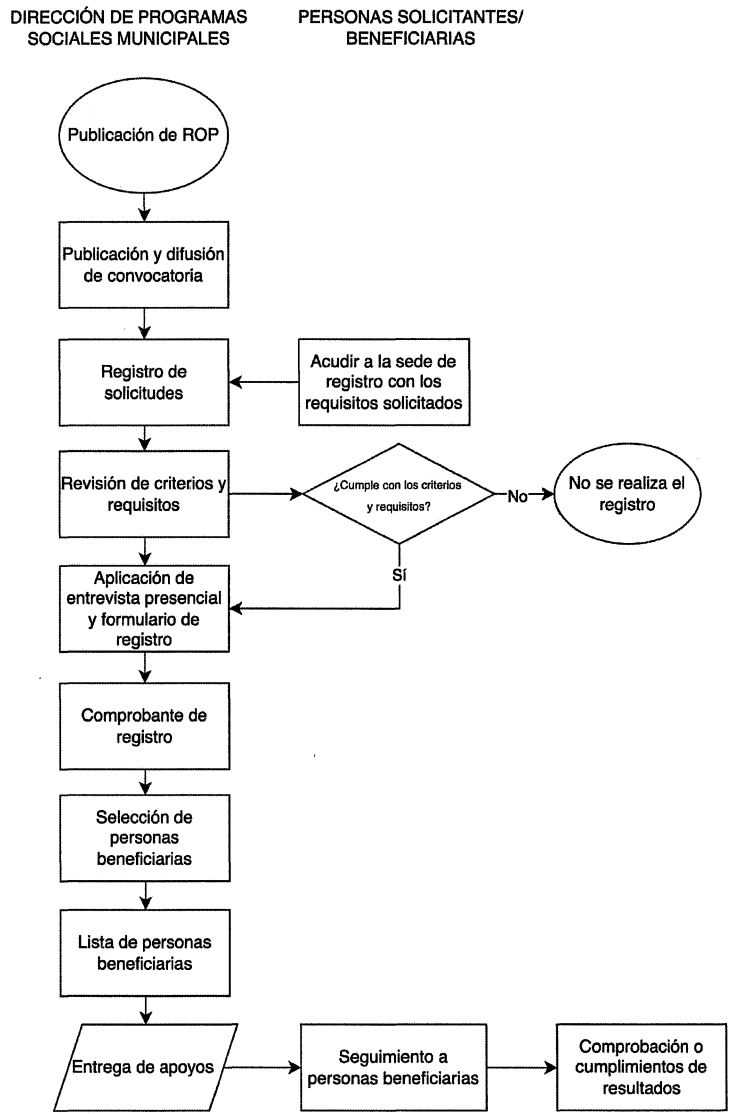 DIRECCIÓN DE PROGRAMAS
SOCIALES MUNICIPALES
PERSONAS SOLICITANTES/
BENEFICIARIAS
Publicación de ROP
Publicación y difusión
de convocatoria
Registro de
solicitudes
Acudir a la sede de
registro con los
requisitos solicitados
Revisión de criterios y
requisitos
¿Cumple con los criterios
y requisitos?
No
No se realiza el
registro
Sí
Aplicación de
entrevista presencial
y formulario de
registro
Comprobante de
registro
Selección de
personas
beneficiarias
Lista de personas
beneficiarias
Entrega de apoyos
Seguimiento a
personas beneficiarias
Comprobación o
cumplimientos de
resultados